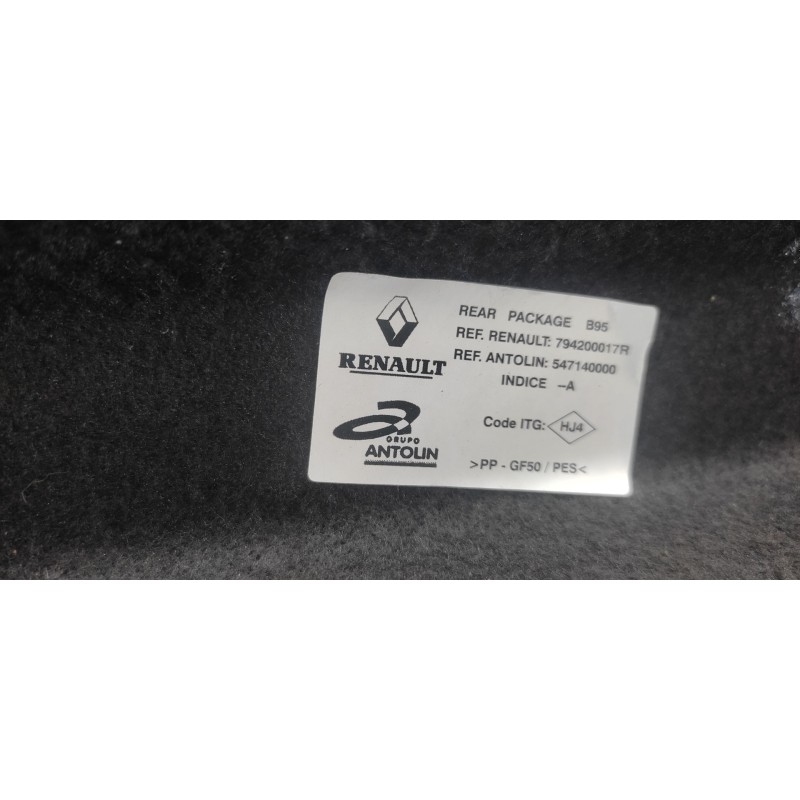 RENAULT
REAR PACKAGE B95
REF. RENAULT: 794200017R
REF. ANTOLIN: 547140000
INDICE --A
GRUPO
ANTOLIN
Code ITG: HJ4
>PP - GF50 / PES<